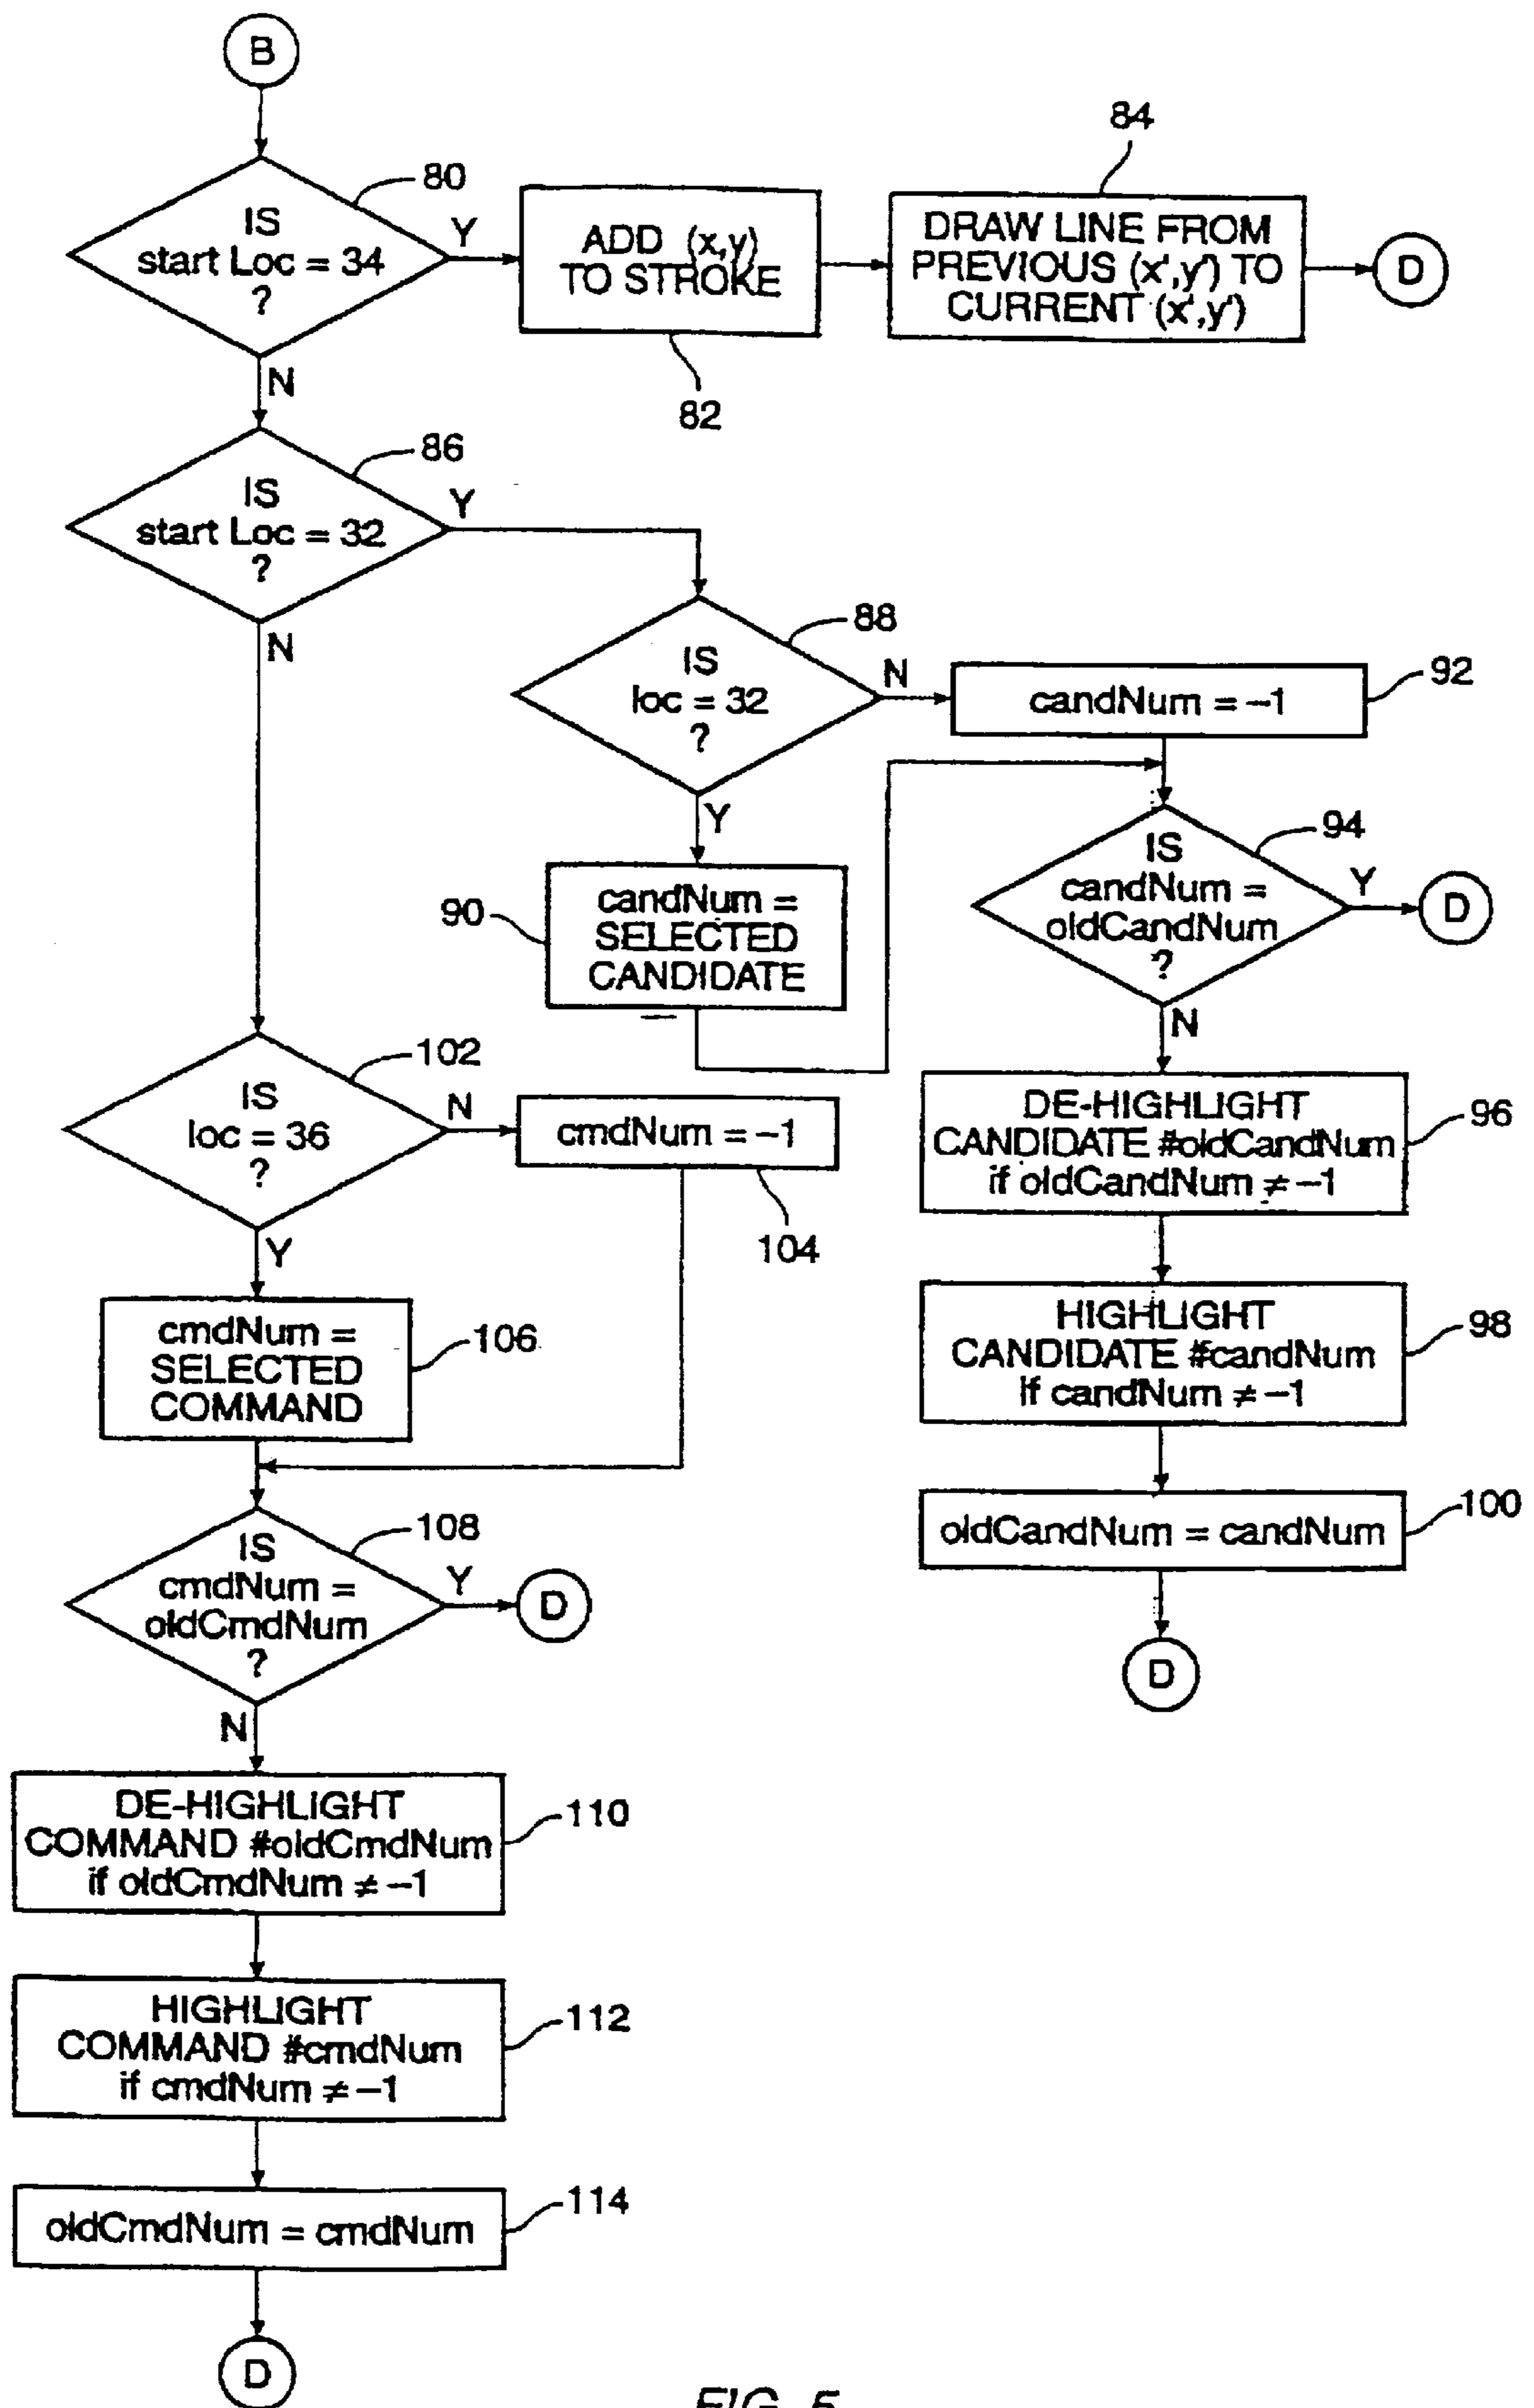 B
80
IS
start Loc = 34
?
Y
ADD (x,y)
TO STROKE
82
84
DRAW LINE FROM
PREVIOUS (x',y') TO
CURRENT (x',y')
D
N
86
IS
start Loc = 32
?
Y
N
88
IS
loc = 32
?
N
candNum = –1
92
Y
90
candNum =
SELECTED
CANDIDATE
94
IS
candNum =
oldCandNum
?
Y
D
N
DE-HIGHLIGHT
CANDIDATE #oldCandNum
if oldCandNum ≠ –1
96
HIGHLIGHT
CANDIDATE #candNum
if candNum ≠ –1
98
oldCandNum = candNum
100
D
102
IS
loc = 36
?
N
cmdNum = –1
104
Y
cmdNum =
SELECTED
COMMAND
106
108
IS
cmdNum =
oldCmdNum
?
Y
D
N
DE-HIGHLIGHT
COMMAND #oldCmdNum
if oldCmdNum ≠ –1
110
HIGHLIGHT
COMMAND #cmdNum
if cmdNum ≠ –1
112
oldCmdNum = cmdNum
114
D
FIG. 5